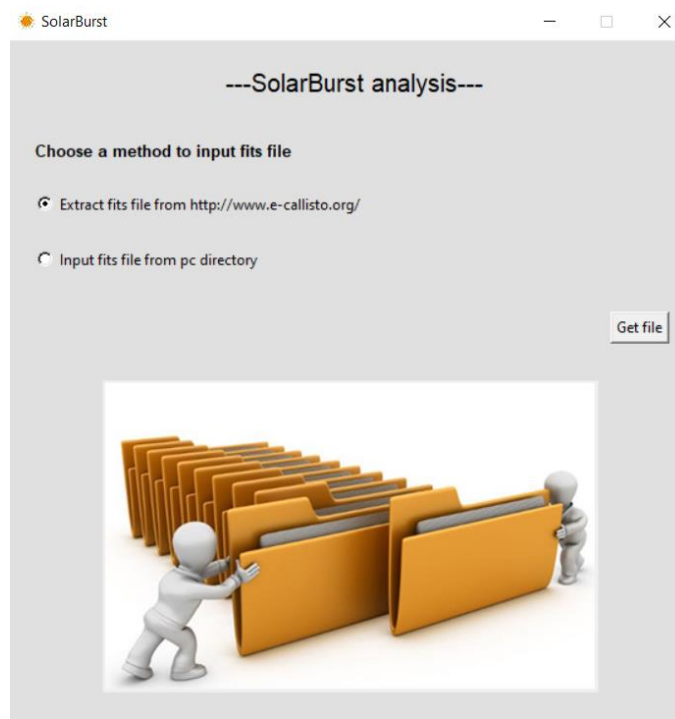 SolarBurst
---SolarBurst analysis---
Choose a method to input fits file
Extract fits file from http://www.e-callisto.org/
Input fits file from pc directory
Get file